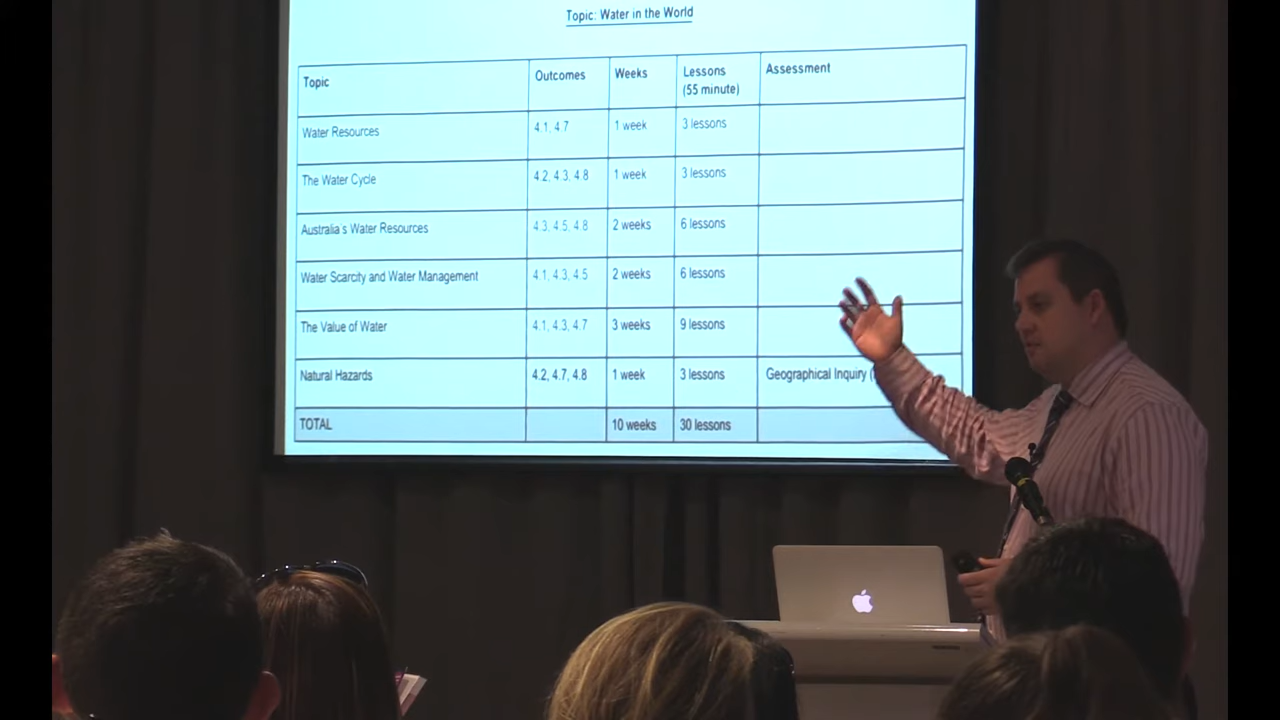 Topic: Water in the World
Topic Outcomes Weeks Lessons (55 minute) Assessment
Water Resources 4.1, 4.7 1 week 3 lessons
The Water Cycle 4.2, 4.3, 4.8 1 week 3 lessons
Australia s Water Resources 4.3, 4.5, 4.8 2 weeks 6 lessons
Water Scarcity and Water Management 4.1, 4.3, 4.5 2 weeks 6 lessons
The Value of Water 4.1, 4.3, 4.7 3 weeks 9 lessons
Natural Hazards 4.2, 4.7, 4.8 1 week 3 lessons Geographical Inquiry
TOTAL 10 weeks 30 lessons